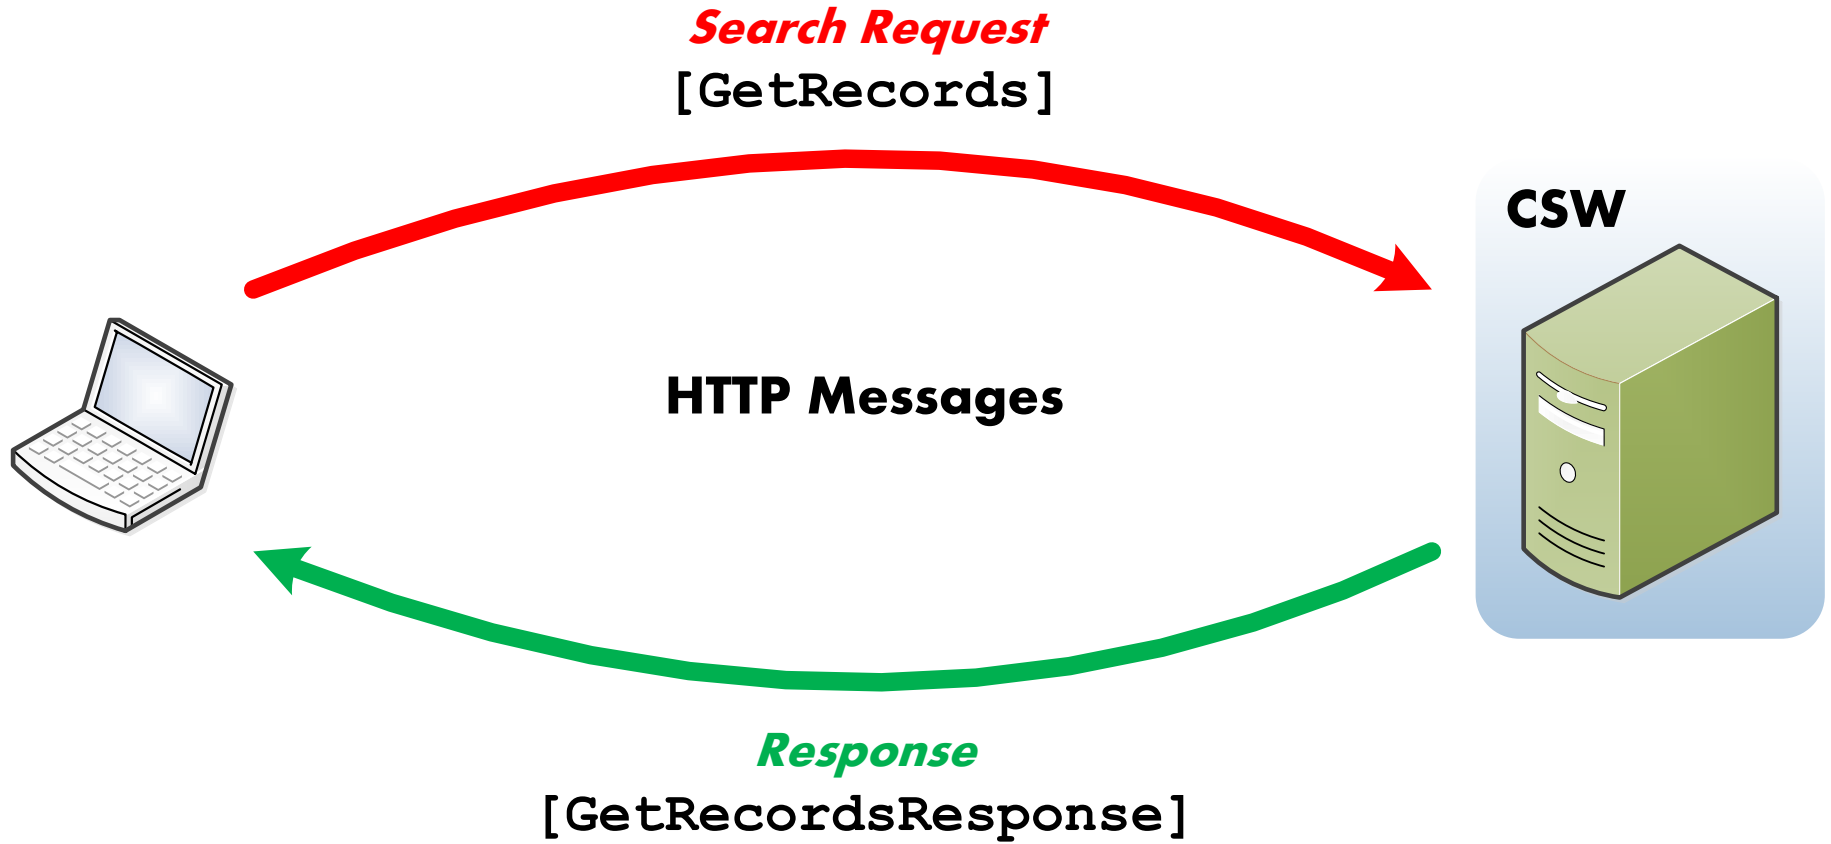 Search Request
[GetRecords]
CSW
HTTP Messages
Response
[GetRecordsResponse]